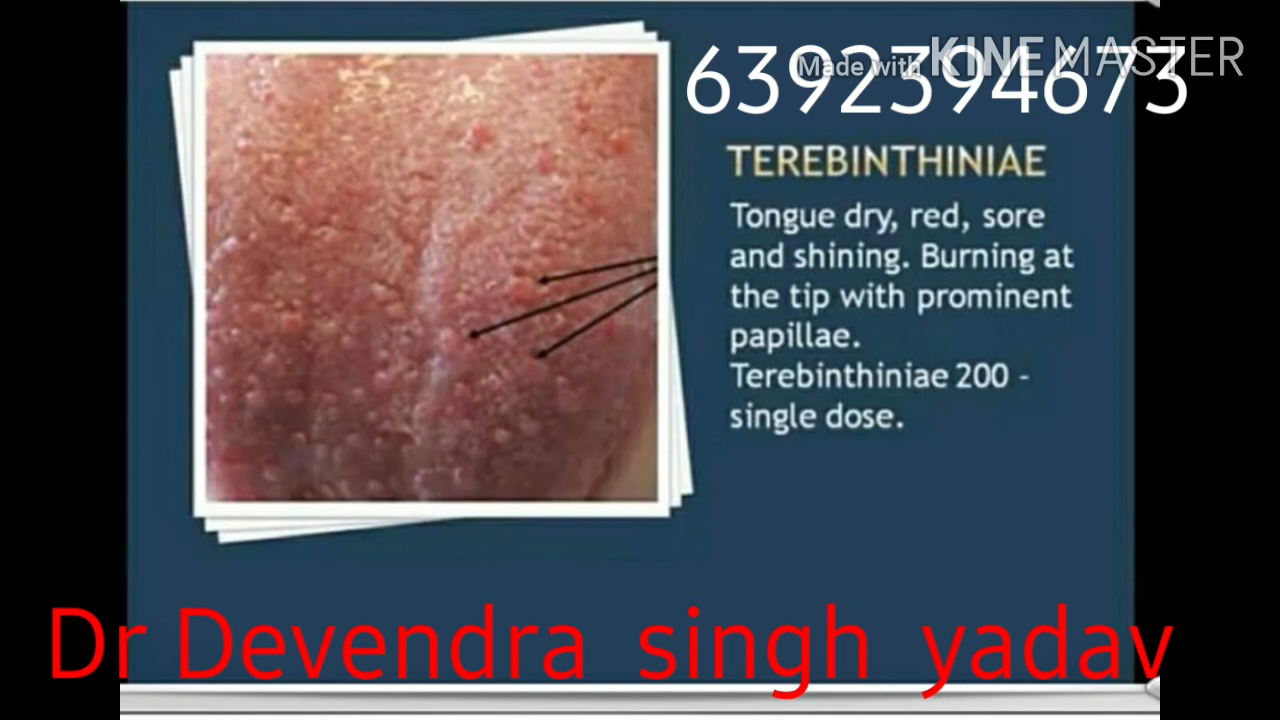 6392394673
Made with KINEMASTER
TEREBINTHINIAE
Tongue dry, red, sore
and shining. Burning at
the tip with prominent
papillae.
Terebinthiniae 200 -
single dose.
Dr Devendra singh yadav